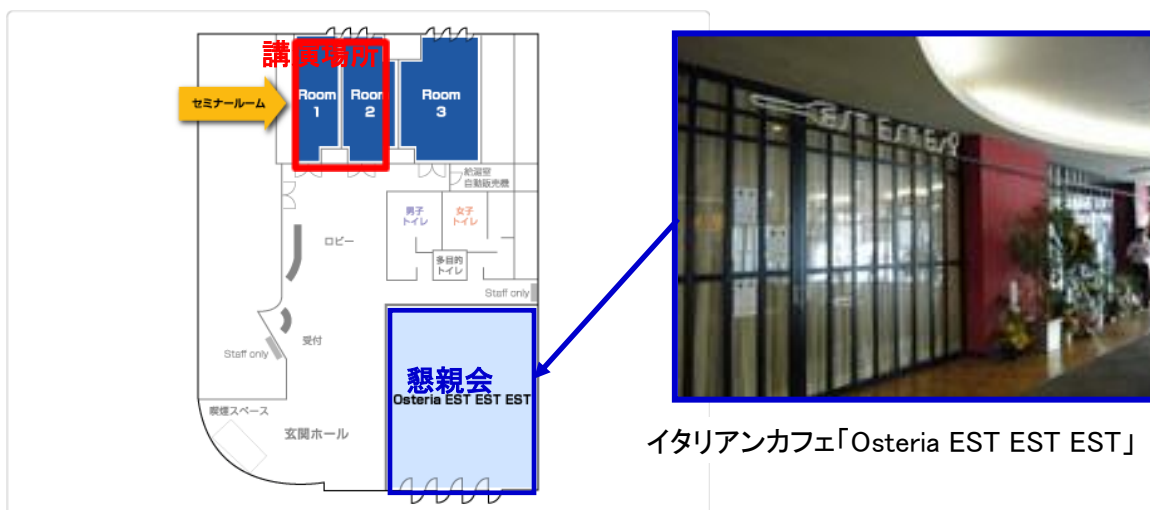 講演場所
セミナールーム
Room
1
Room
2
Room
3
給湯室
自動販売機
男子
トイレ
女子
トイレ
ロビー
多目的
トイレ
Staff only
受付
Staff only
懇親会
Osteria EST EST EST
喫煙スペース
玄関ホール
EST EST EST
イタリアンカフェ「Osteria EST EST EST」